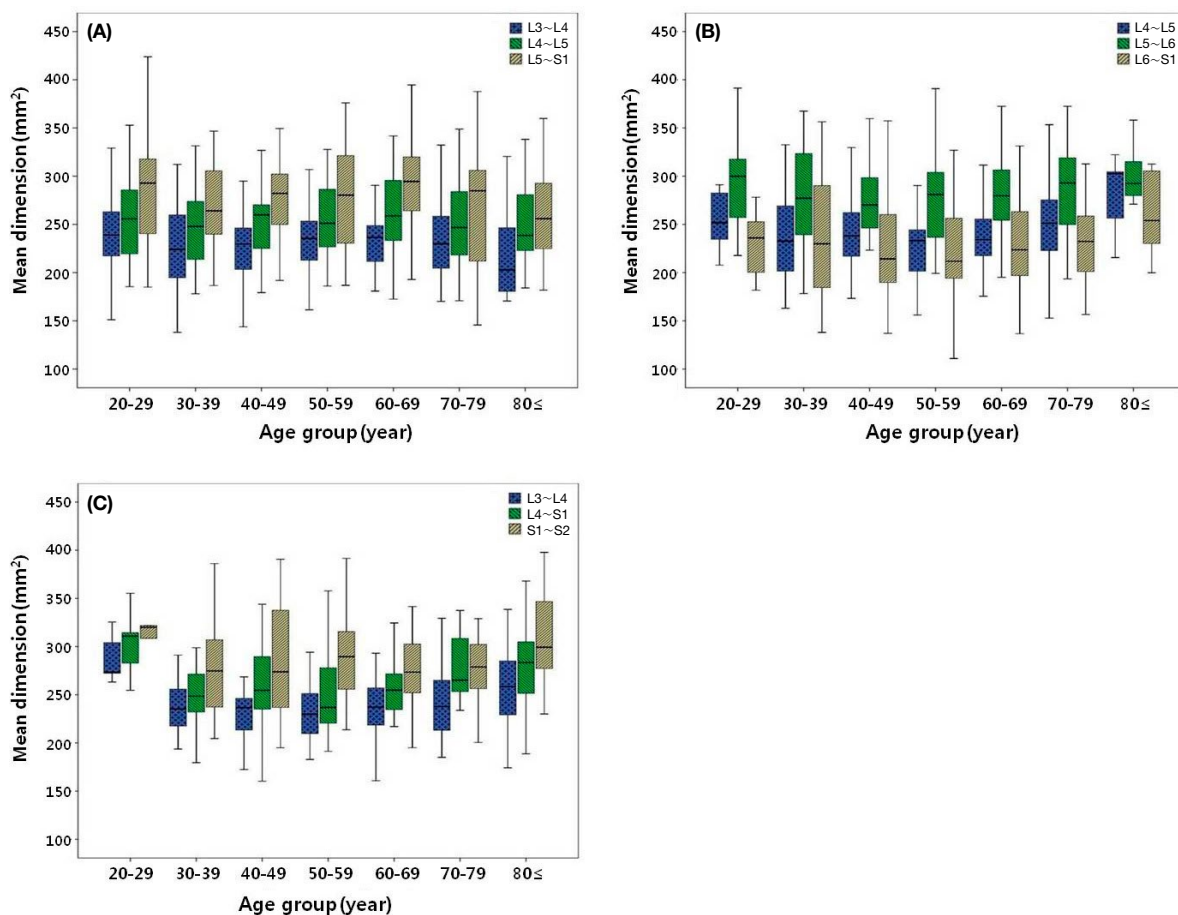 (A)
L3~L4
L4~L5
L5~S1
450
400
350
300
250
200
150
100
Mean dimension (mm²)
20-29 30-39 40-49 50-59 60-69 70-79 80≤
Age group (year)
(B)
L4~L5
L5~L6
L6~S1
450
400
350
300
250
200
150
100
Mean dimension (mm²)
20-29 30-39 40-49 50-59 60-69 70-79 80≤
Age group (year)
(C)
L3~L4
L4~S1
S1~S2
450
400
350
300
250
200
150
100
Mean dimension (mm²)
20-29 30-39 40-49 50-59 60-69 70-79 80≤
Age group (year)